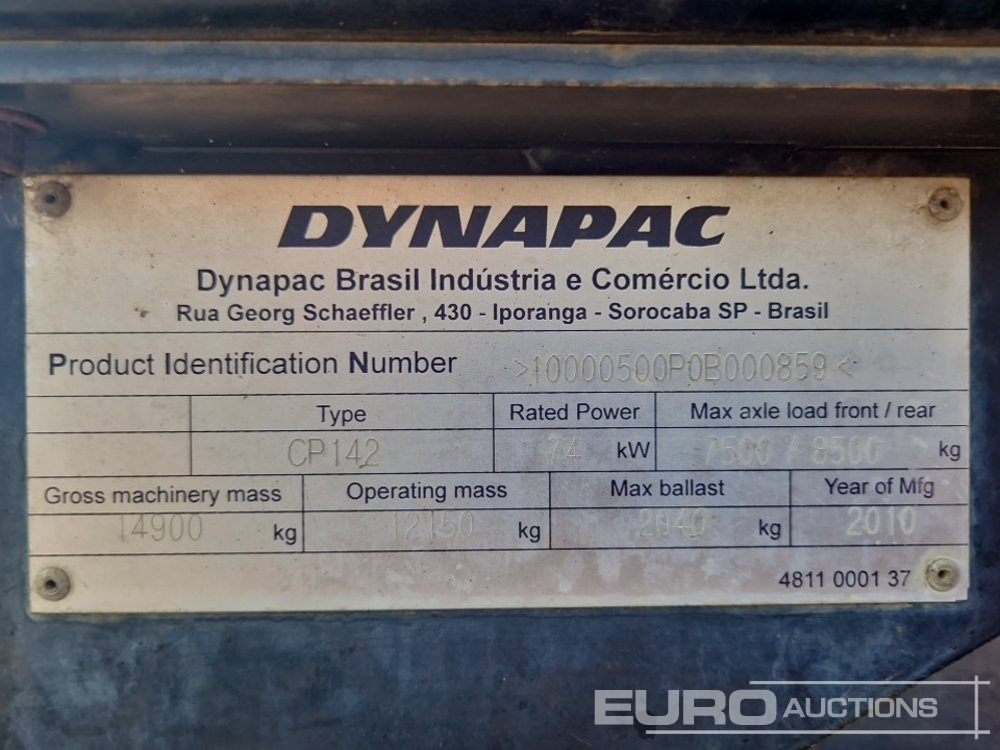 DYNAPAC
Dynapac Brasil Indústria e Comércio Ltda.
Rua Georg Schaeffler , 430 - Iporanga - Sorocaba SP - Brasil
Product Identification Number >10000500P0B000859<
Type Rated Power Max axle load front / rear
CP142 74 kW 7500 / 8500 kg
Gross machinery mass Operating mass Max ballast Year of Mfg
14900 kg kg kg 2010
4811 0001 37
EURO AUCTIONS